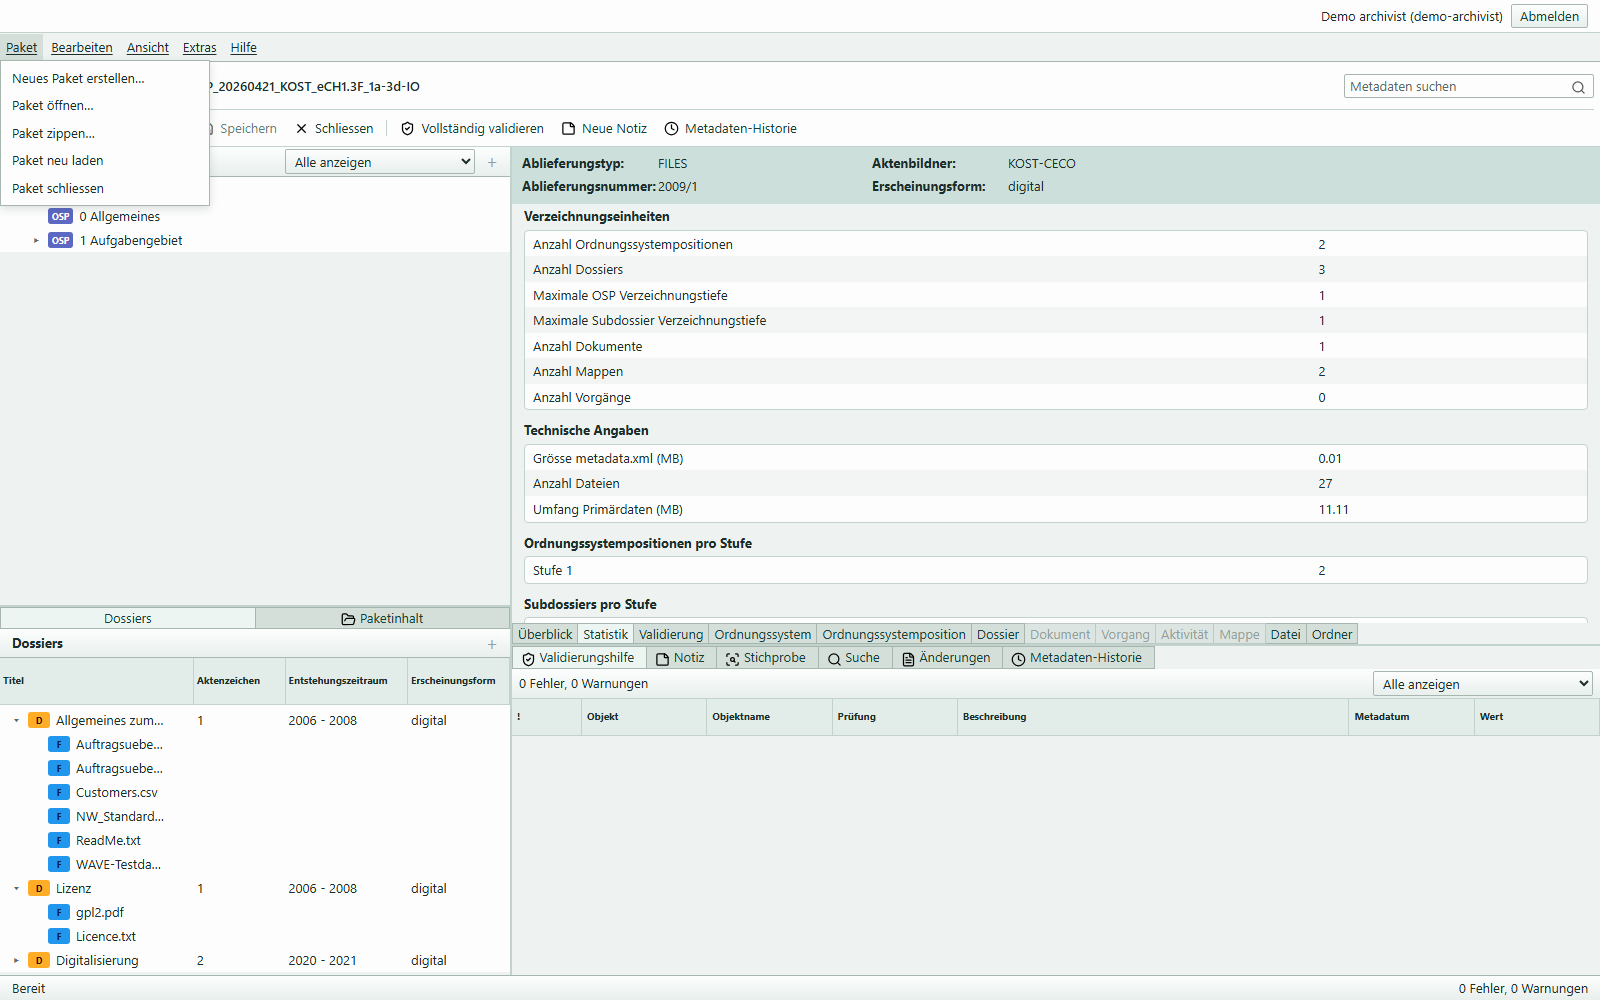 Demo archivist (demo-archivist) Abmelden
Paket Bearbeiten Ansicht Extras Hilfe
Neues Paket erstellen...
Paket öffnen...
Paket zippen...
Paket neu laden
Paket schliessen
_20260421_KOST_eCH1.3F_1a-3d-IO
Metadaten suchen
Speichern Schliessen Vollständig validieren Neue Notiz Metadaten-Historie
Alle anzeigen +
0SP 0 Allgemeines
OSP 1 Aufgabengebiet
Ablieferungstyp: FILES Aktenbildner: KOST-CECO
Ablieferungsnummer: 2009/1 Erscheinungsform: digital
Verzeichnungseinheiten
Anzahl Ordnungssystempositionen 2
Anzahl Dossiers 3
Maximale OSP Verzeichnungstiefe 1
Maximale Subdossier Verzeichnungstiefe 1
Anzahl Dokumente 1
Anzahl Mappen 2
Anzahl Vorgänge 0
Technische Angaben
Grösse metadata.xml (MB) 0.01
Anzahl Dateien 27
Umfang Primärdaten (MB) 11.11
Ordnungssystempositionen pro Stufe
Stufe 1 2
Subdossiers pro Stufe
Überblick Statistik Validierung Ordnungssystem Ordnungssystemposition Dossier Dokument Vorgang Aktivität Mappe Datei Ordner
Dossiers Paketinhalt
Dossiers +
Titel Aktenzeichen Entstehungszeitraum Erscheinungsform
D Allgemeines zum... 1 2006 - 2008 digital
F Auftragsuebe...
F Auftragsuebe...
F Customers.csv
F NW_Standard...
F ReadMe.txt
F WAVE-Testda...
D Lizenz 1 2006 - 2008 digital
F gpl2.pdf
F Licence.txt
D Digitalisierung 2 2020 - 2021 digital
Validierungshilfe Notiz Stichprobe Suche Änderungen Metadaten-Historie
0 Fehler, 0 Warnungen Alle anzeigen
! Objekt Objektname Prüfung Beschreibung Metadatum Wert
Bereit 0 Fehler, 0 Warnungen